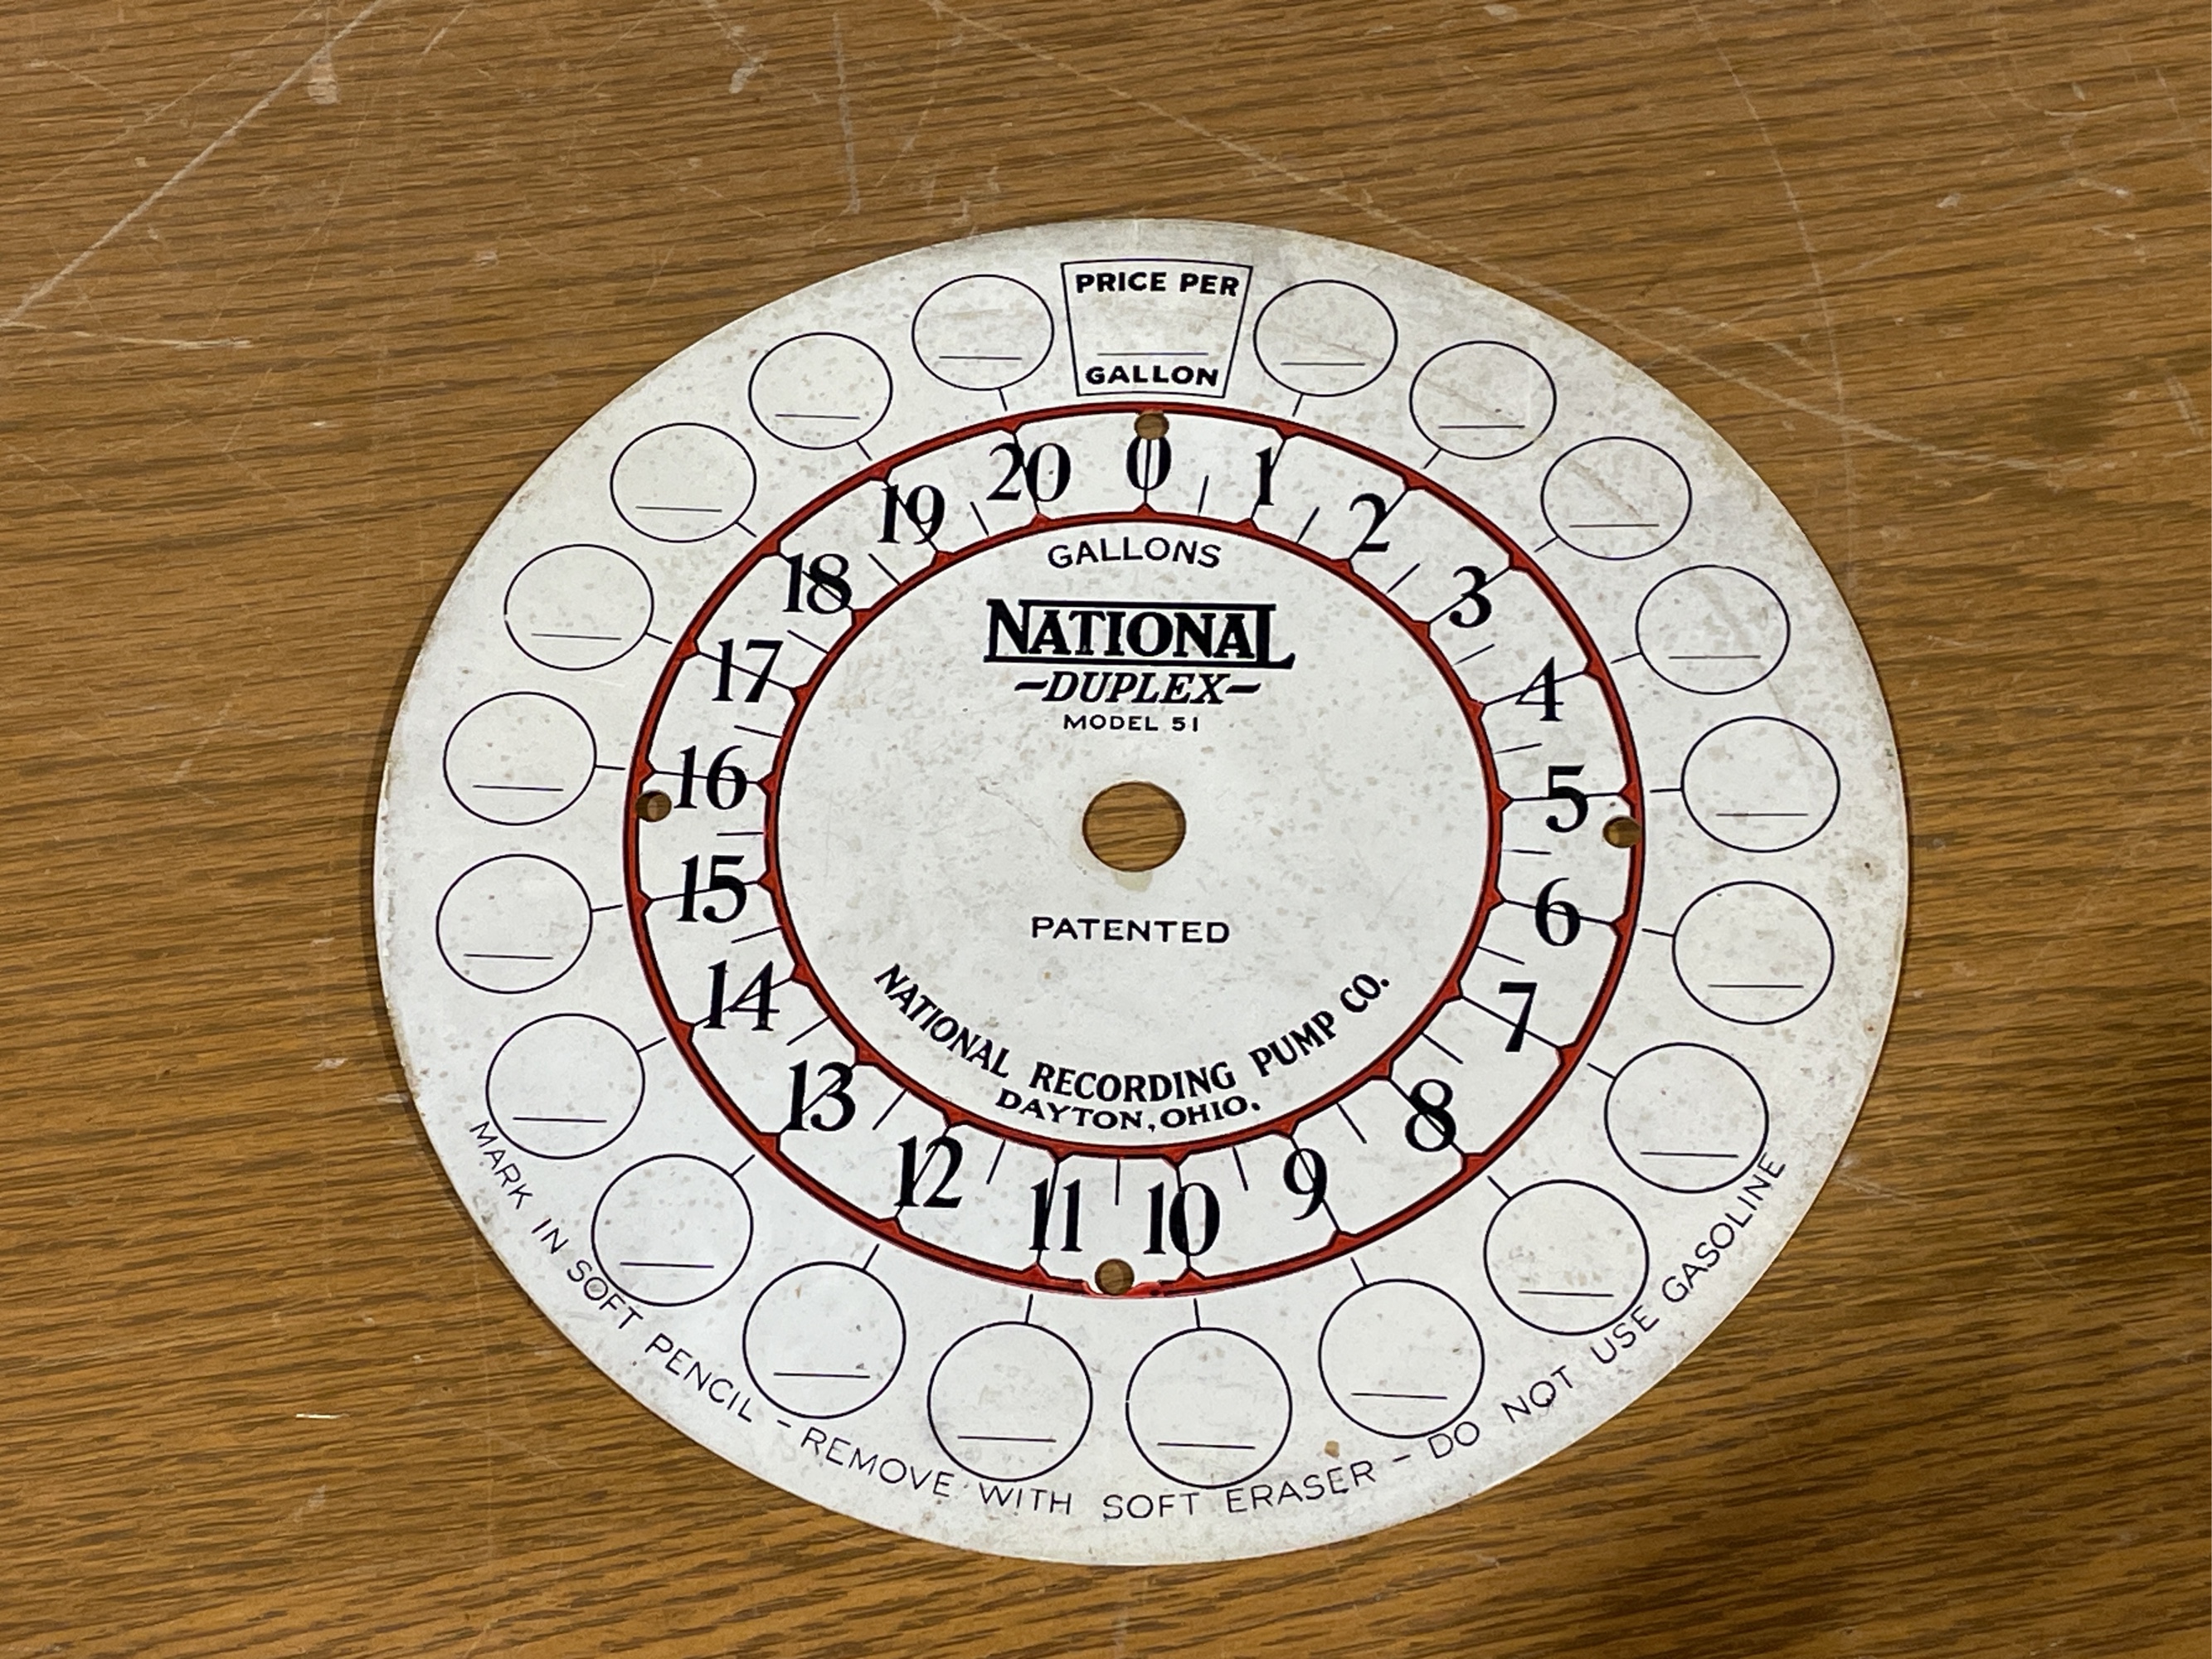 PRICE PER
GALLON
0
1
2
3
4
5
6
7
8
9
10
11
12
13
14
15
16
17
18
19
20
GALLONS
NATIONAL
~DUPLEX~
MODEL 51
PATENTED
NATIONAL RECORDING PUMP CO.
DAYTON, OHIO.
MARK IN SOFT PENCIL - REMOVE WITH SOFT ERASER - DO NOT USE GASOLINE